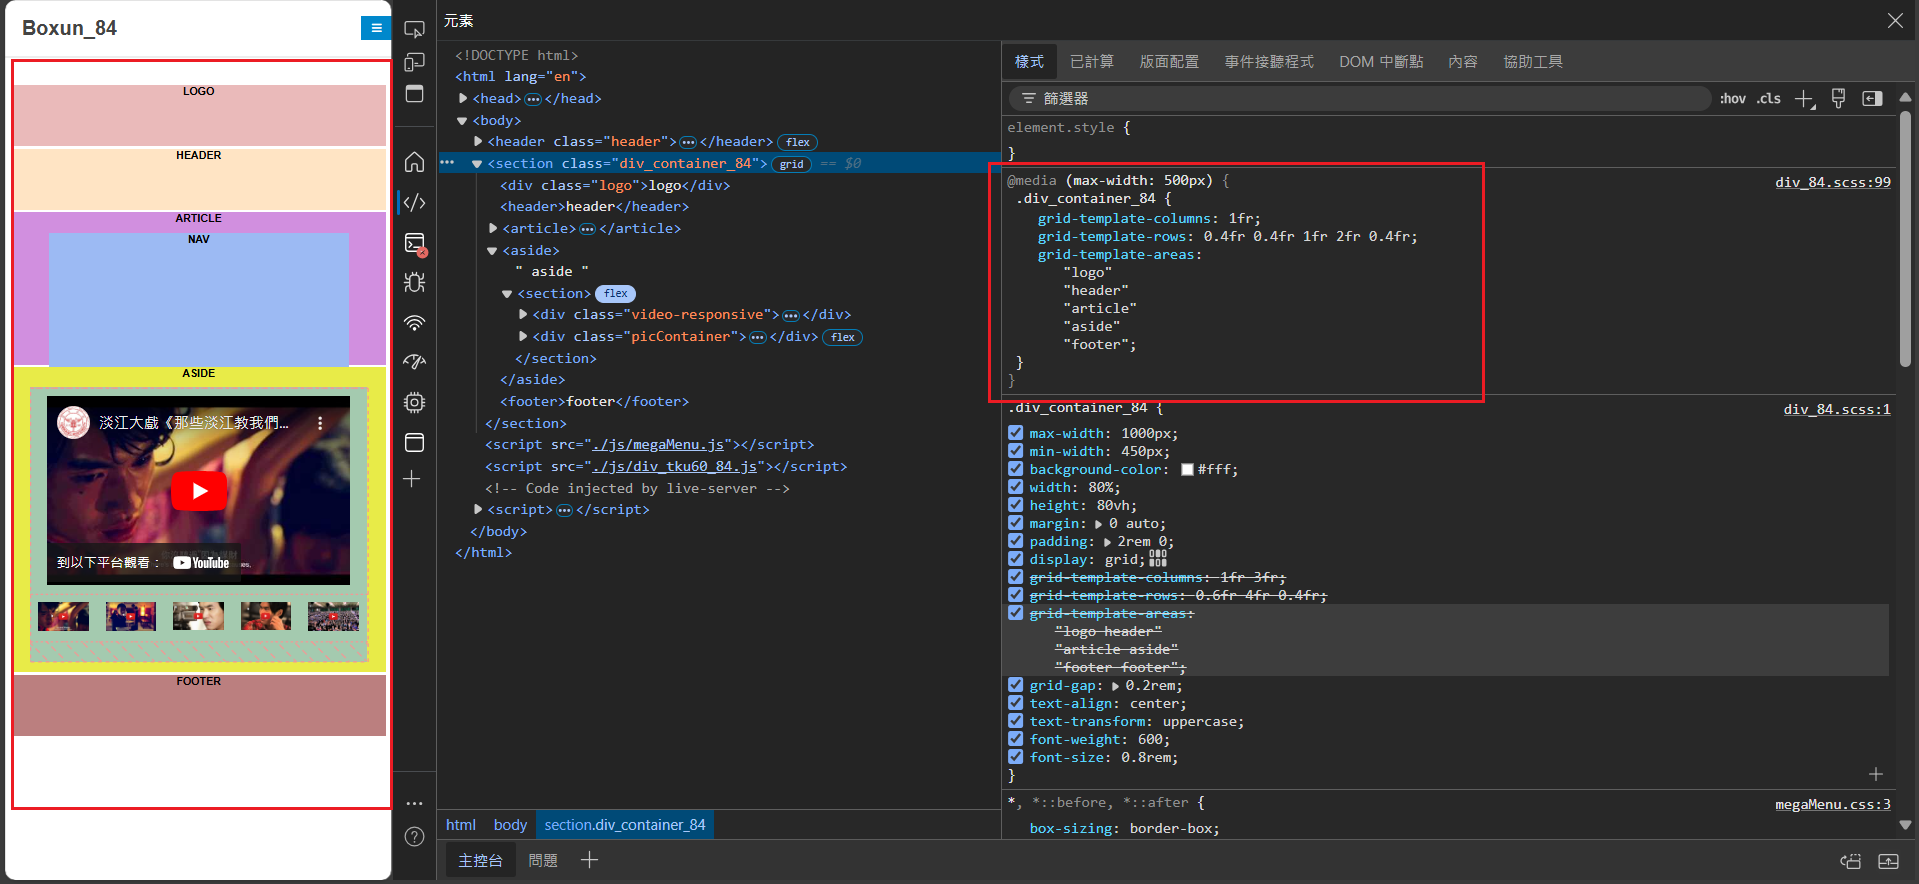 Boxun_84
LOGO
HEADER
ARTICLE
NAV
ASIDE
淡江大戲《那些淡江教我們...
到以下平台觀看：
YouTube
FOOTER
元素
<!DOCTYPE html>
<html lang="en">
<head> ••• </head>
<body>
<header class="header"> ••• </header> flex
••• <section class="div_container_84"> grid == $0
<div class="logo">logo</div>
<header>header</header>
<article> ••• </article>
<aside>
" aside "
<section> flex
<div class="video-responsive"> ••• </div>
<div class="picContainer"> ••• </div> flex
</section>
</aside>
<footer>footer</footer>
</section>
<script src="./js/megaMenu.js"></script>
<script src="./js/div_tku60_84.js"></script>
<!-- Code injected by live-server -->
<script> ••• </script>
</body>
</html>
html body section.div_container_84
主控台 問題
樣式 已計算 版面配置 事件接聽程式 DOM 中斷點 內容 協助工具
篩選器 :hov .cls
element.style {
}
@media (max-width: 500px) { div_84.scss:99
.div_container_84 {
grid-template-columns: 1fr;
grid-template-rows: 0.4fr 0.4fr 1fr 2fr 0.4fr;
grid-template-areas:
"logo"
"header"
"article"
"aside"
"footer";
}
}
.div_container_84 { div_84.scss:1
max-width: 1000px;
min-width: 450px;
background-color: #fff;
width: 80%;
height: 80vh;
margin: 0 auto;
padding: 2rem 0;
display: grid;
grid-template-columns: 1fr 3fr;
grid-template-rows: 0.6fr 4fr 0.4fr;
grid-template-areas:
"logo header"
"article aside"
"footer footer";
grid-gap: 0.2rem;
text-align: center;
text-transform: uppercase;
font-weight: 600;
font-size: 0.8rem;
}
*, *::before, *::after { megaMenu.css:3
box-sizing: border-box;